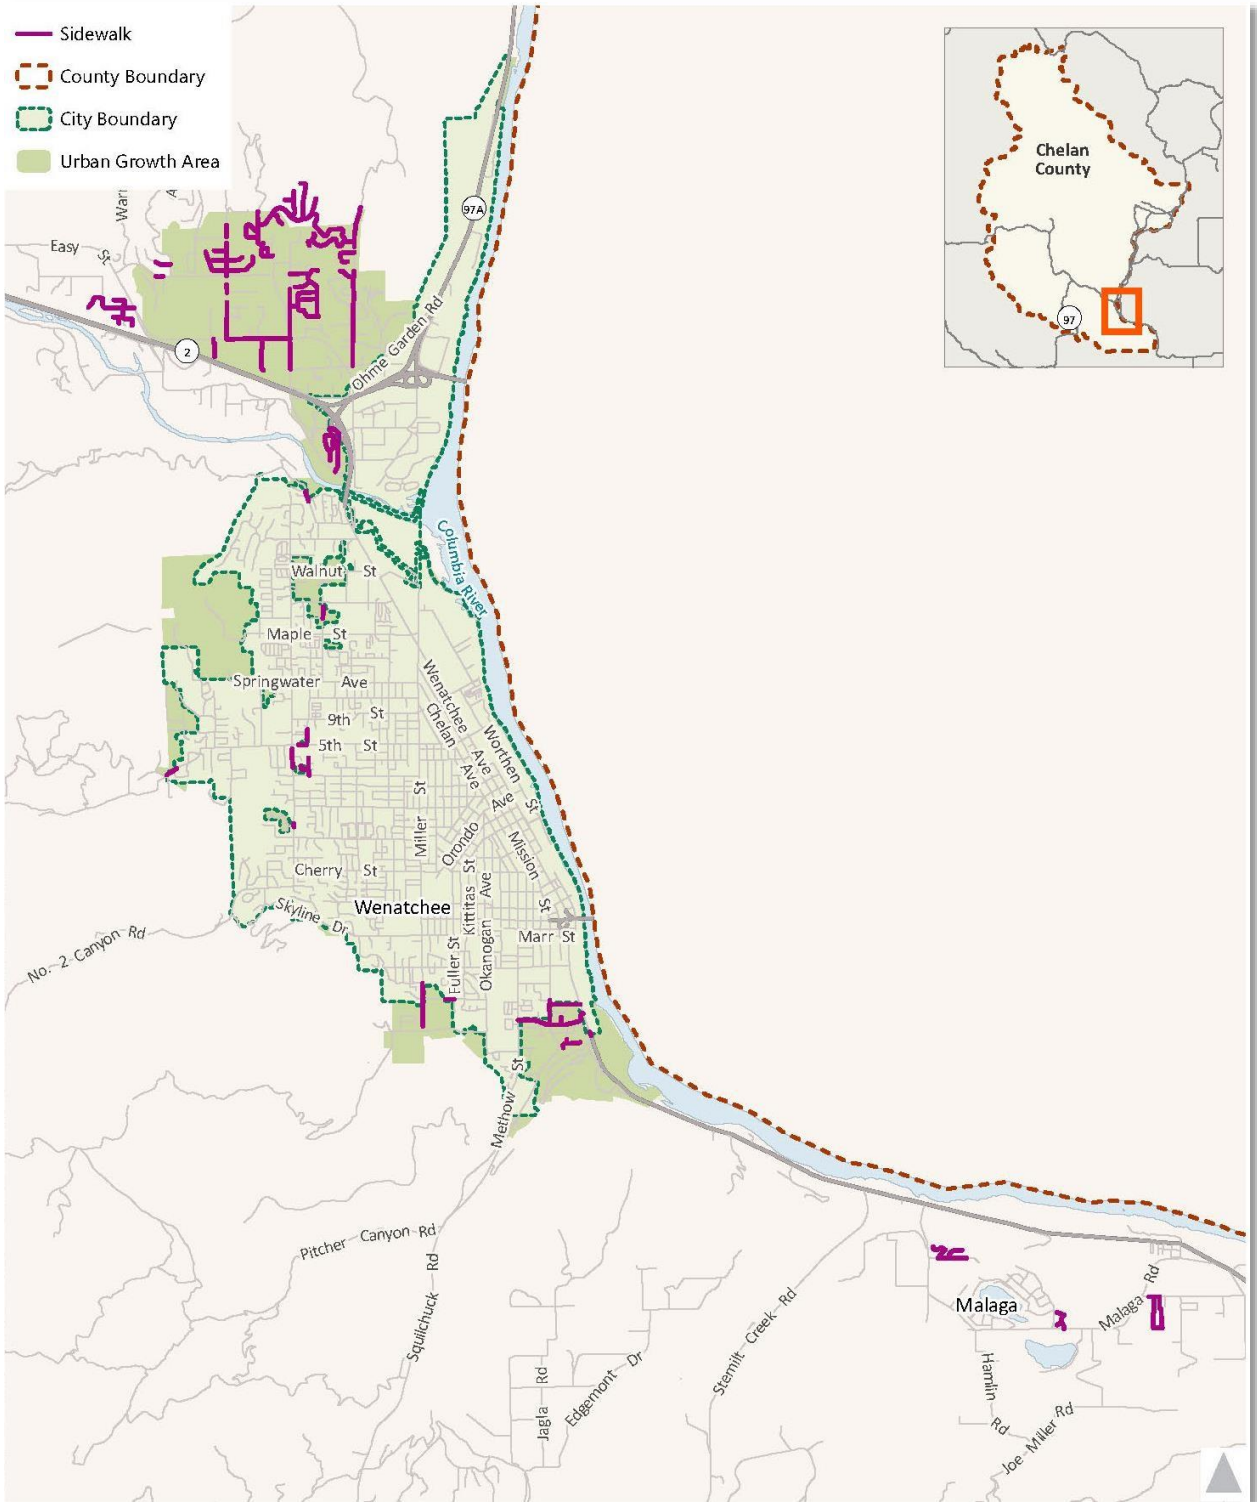 Sidewalk
County Boundary
City Boundary
Urban Growth Area
Chelan
County
97
97A
Easy St
2
Ohme Garden Rd
Columbia River
Walnut St
Maple St
Springwater Ave
Wenatchee Ave
Chelan Ave
9th St
5th St
Worthen St
Miller St
Orondo Ave
Mission St
Cherry St
Kittitas St
Okanogan Ave
Wenatchee
Skyline Dr
Marr St
Fuller St
No. 2 Canyon Rd
Methow St
Pitcher Canyon Rd
Squilchuck Rd
Stemilt Creek Rd
Malaga
Malaga Rd
Jagla Rd
Edgemont Dr
Hamlin Rd
Joe Miller Rd